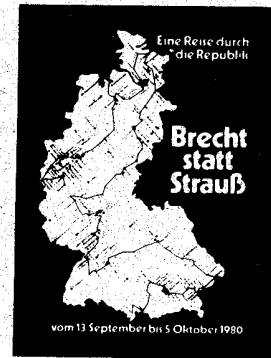 Eine Reise durch
die Republik
Brecht
statt
Strauß
vom 13 September bis 5 Oktober 1980